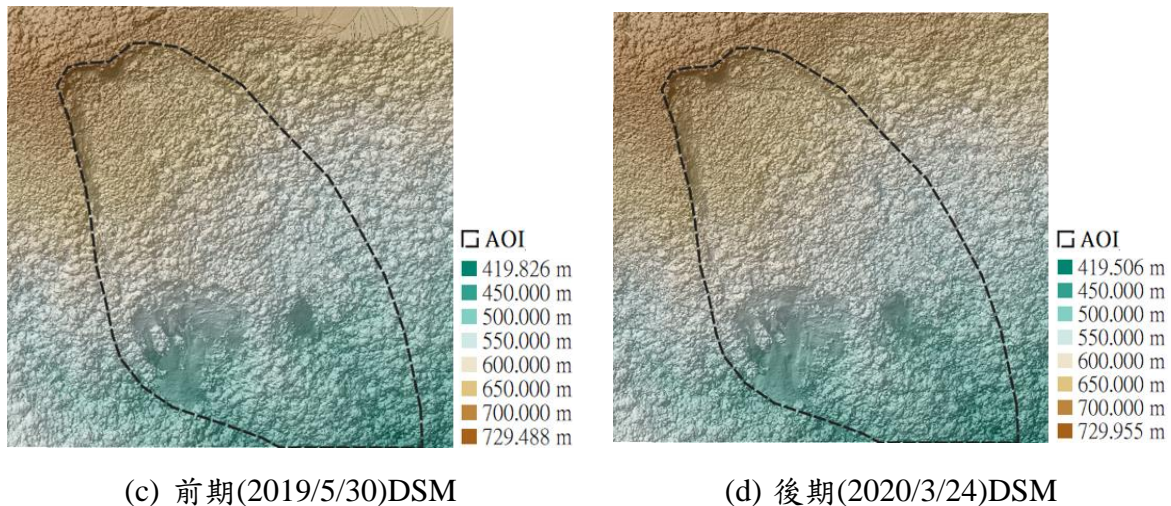 AOI
419.826 m
450.000 m
500.000 m
550.000 m
600.000 m
650.000 m
700.000 m
729.488 m
AOI
419.506 m
450.000 m
500.000 m
550.000 m
600.000 m
650.000 m
700.000 m
729.955 m
(c) 前期(2019/5/30)DSM
(d) 後期(2020/3/24)DSM